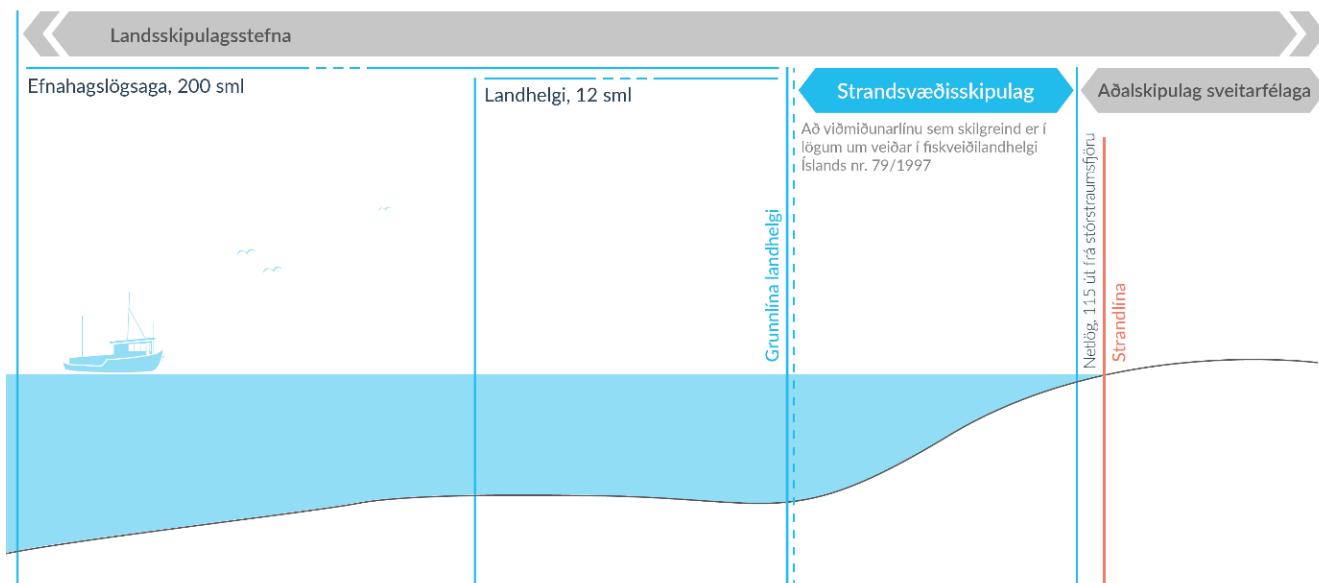 Landsskipulagsstefna
Efnahagslögsaga, 200 sml
Landhelgi, 12 sml
Strandsvæðisskipulag
Aðalskipulag sveitarfélaga
Að viðmiðunarlínu sem skilgreind er í
lögum um veiðar í fiskveiðilandhelgi
Íslands nr. 79/1997
Grunnlína landhelgi
Netlög, 115 út frá stórstraumsfjöru
Strandlína